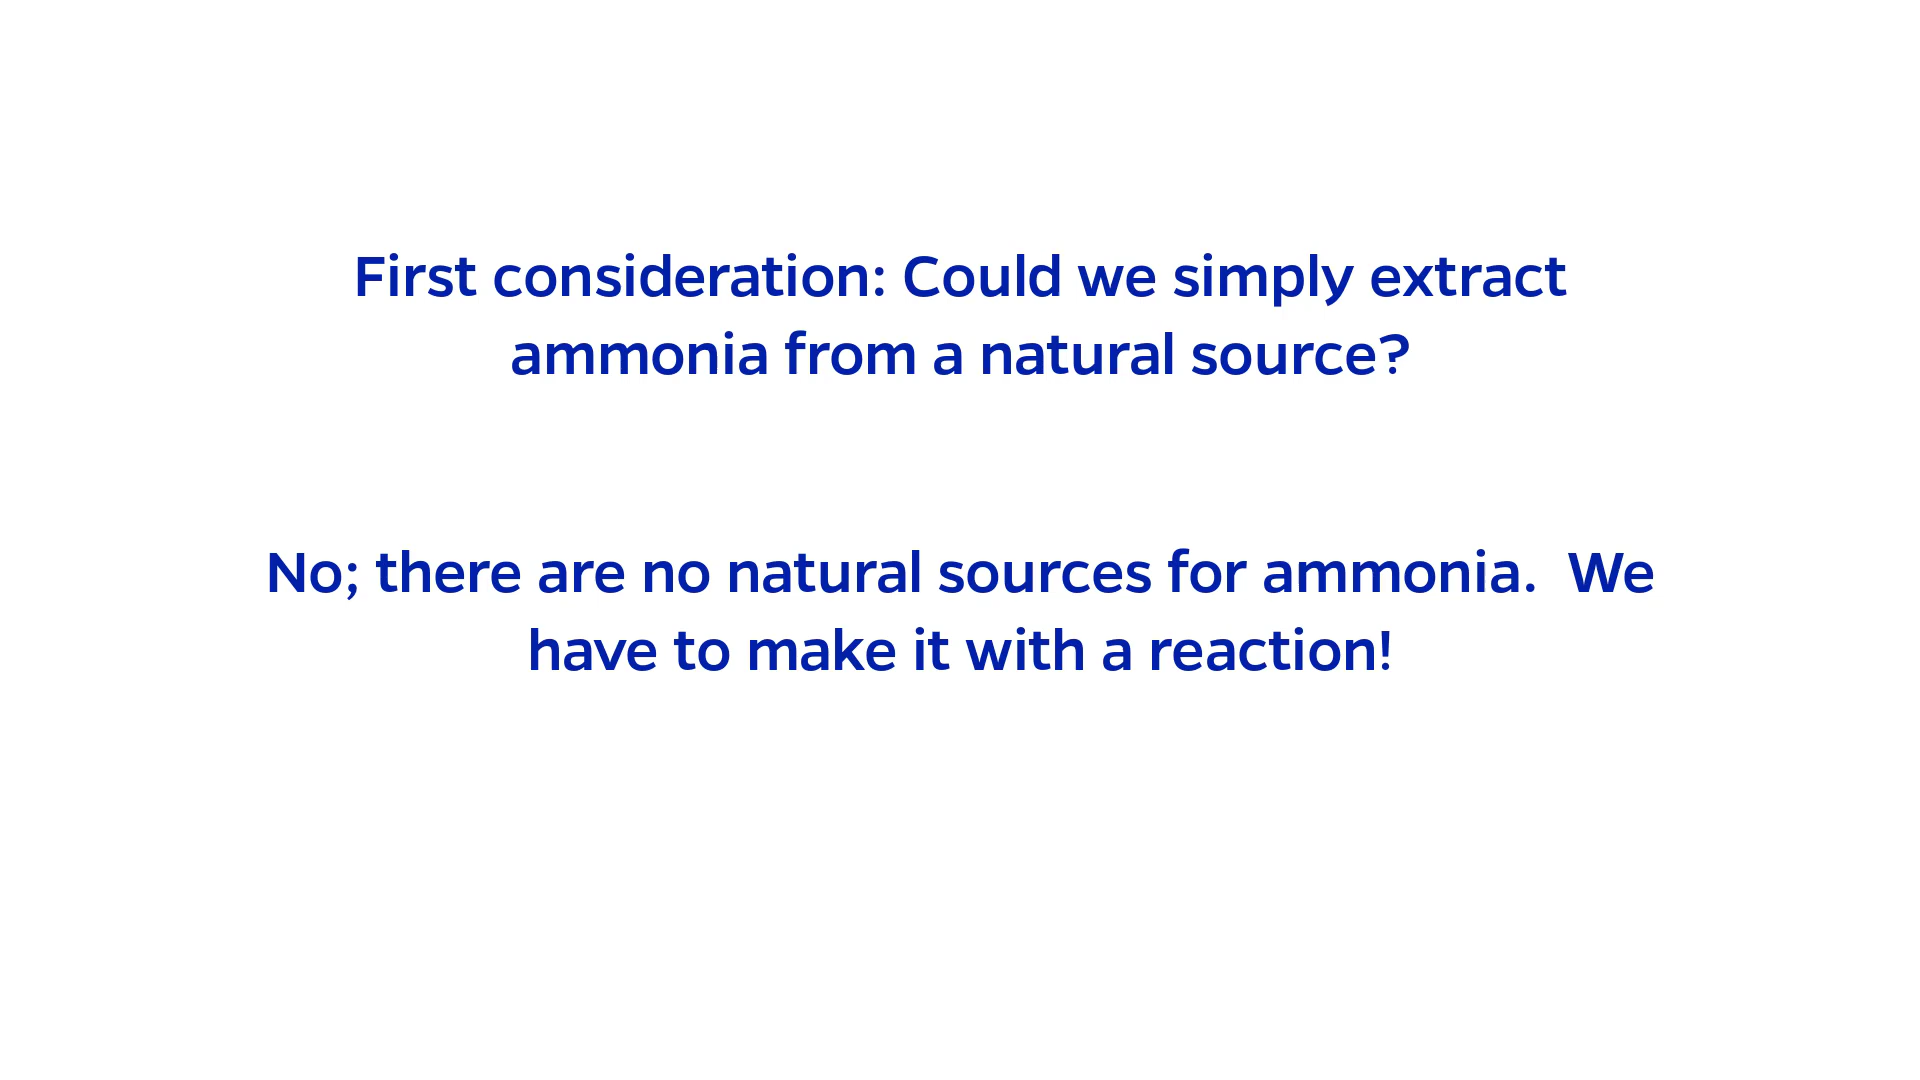 First consideration: Could we simply extract
ammonia from a natural source?
No; there are no natural sources for ammonia.  We
have to make it with a reaction!